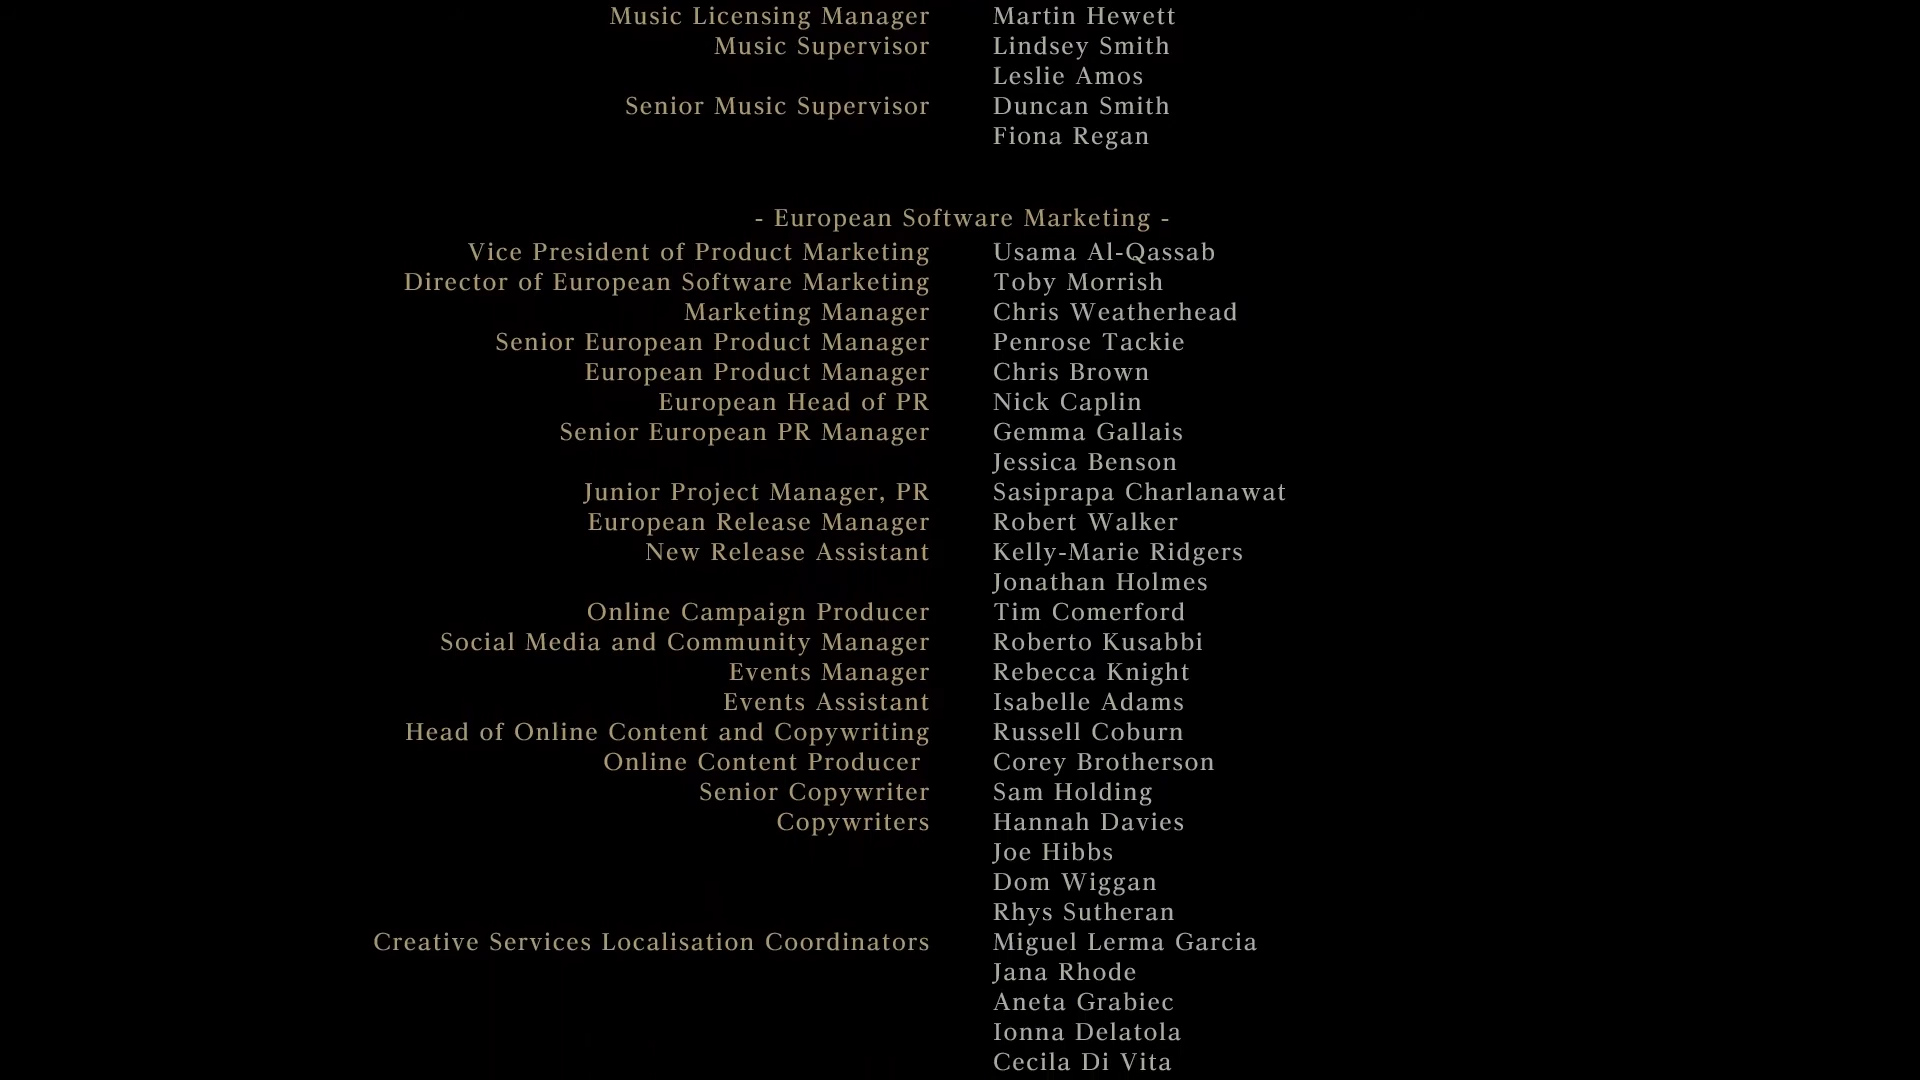 Music Licensing Manager Martin Hewett
Music Supervisor Lindsey Smith
Leslie Amos
Senior Music Supervisor Duncan Smith
Fiona Regan
- European Software Marketing -
Vice President of Product Marketing Usama Al-Qassab
Director of European Software Marketing Toby Morrish
Marketing Manager Chris Weatherhead
Senior European Product Manager Penrose Tackie
European Product Manager Chris Brown
European Head of PR Nick Caplin
Senior European PR Manager Gemma Gallais
Jessica Benson
Junior Project Manager, PR Sasiprapa Charlanawat
European Release Manager Robert Walker
New Release Assistant Kelly-Marie Ridgers
Jonathan Holmes
Online Campaign Producer Tim Comerford
Social Media and Community Manager Roberto Kusabbi
Events Manager Rebecca Knight
Events Assistant Isabelle Adams
Head of Online Content and Copywriting Russell Coburn
Online Content Producer Corey Brotherson
Senior Copywriter Sam Holding
Copywriters Hannah Davies
Joe Hibbs
Dom Wiggan
Rhys Sutheran
Creative Services Localisation Coordinators Miguel Lerma Garcia
Jana Rhode
Aneta Grabiec
Ionna Delatola
Cecila Di Vita